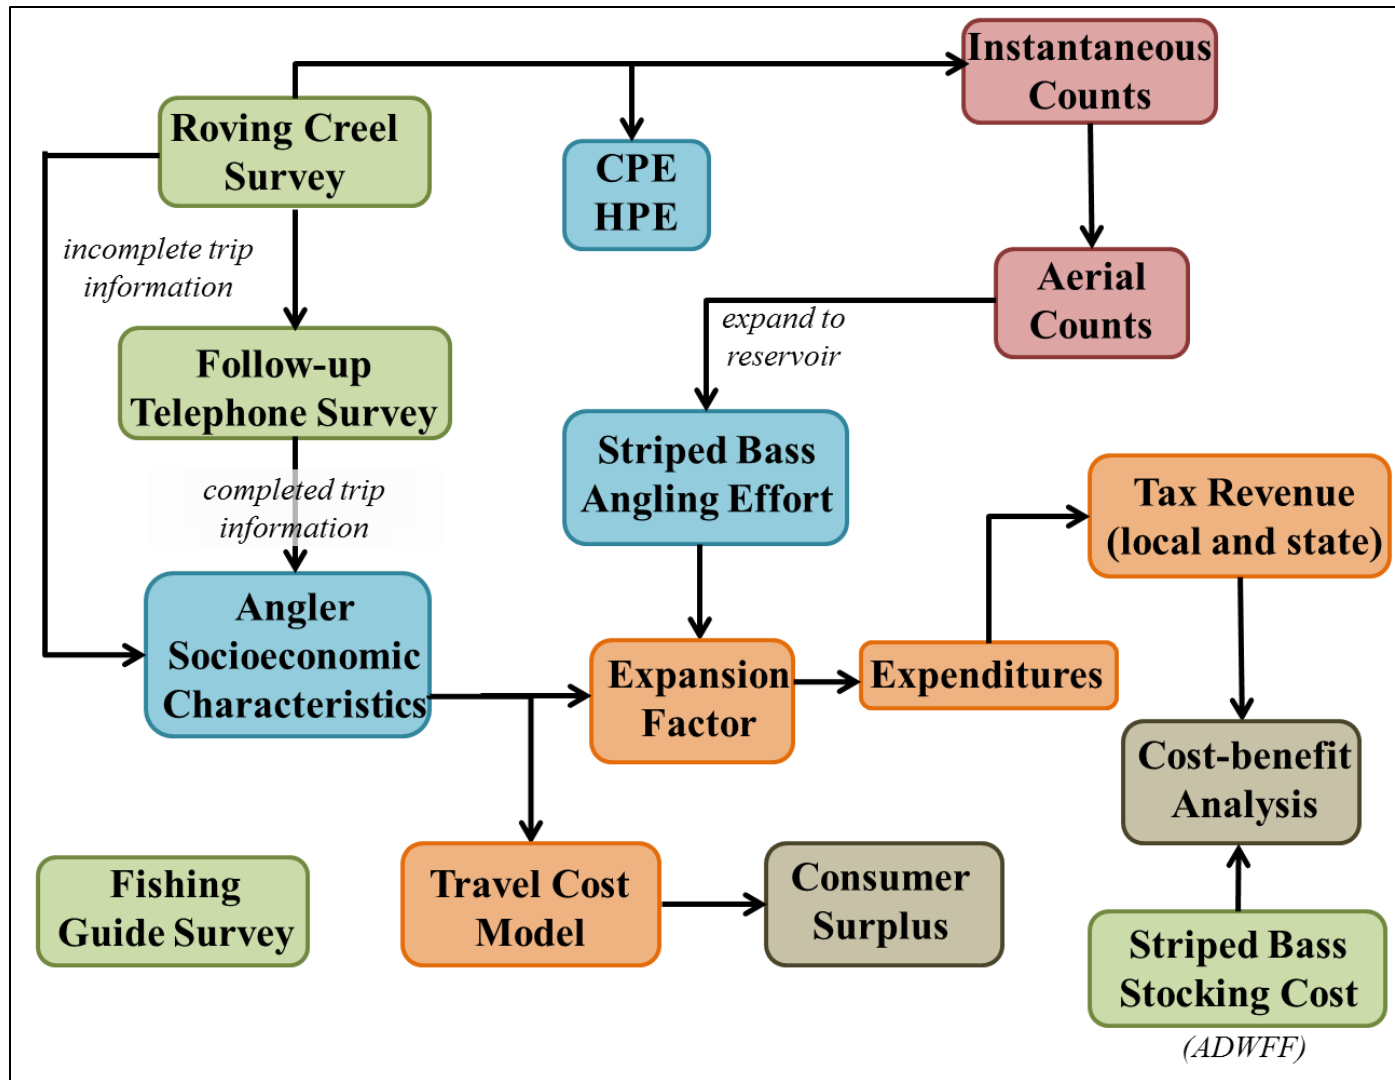 Instantaneous
Counts
Roving Creel
Survey
CPE
HPE
incomplete trip
information
Aerial
Counts
expand to
reservoir
Follow-up
Telephone Survey
Striped Bass
Angling Effort
completed trip
information
Tax Revenue
(local and state)
Angler
Socioeconomic
Characteristics
Expansion
Factor
Expenditures
Cost-benefit
Analysis
Fishing
Guide Survey
Travel Cost
Model
Consumer
Surplus
Striped Bass
Stocking Cost
(ADWFF)